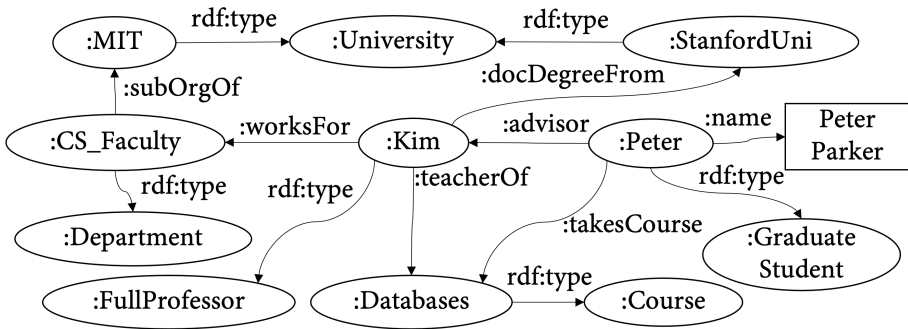 :MIT rdf:type :University rdf:type :StanfordUni
:subOrgOf :docDegreeFrom
:CS_Faculty :worksFor :Kim :advisor :Peter :name Peter
Parker
rdf:type rdf:type :teacherOf rdf:type
:Department :takesCourse :Graduate
Student
:FullProfessor :Databases rdf:type :Course